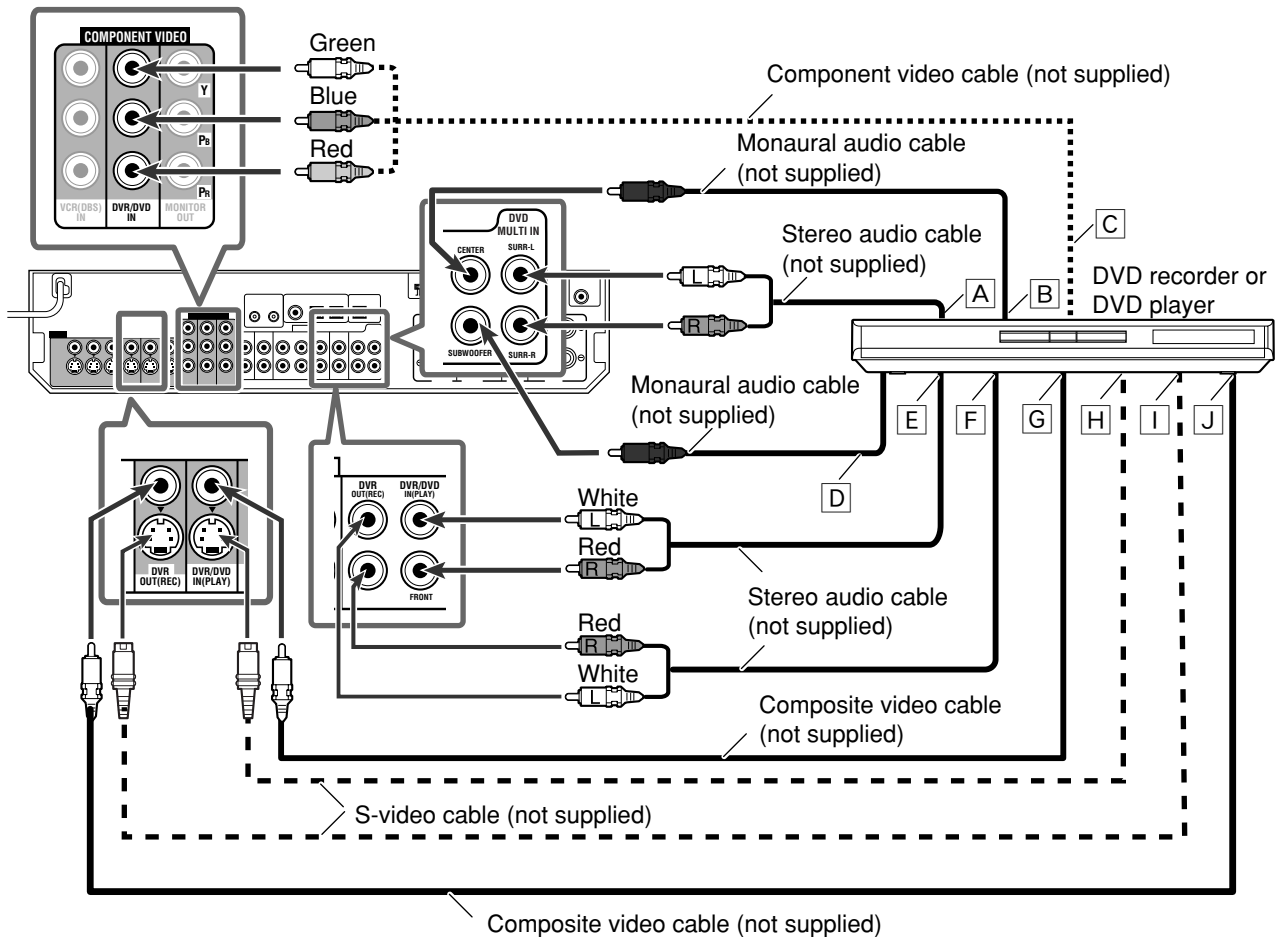 COMPONENT VIDEO
Y
PB
PR
VCR(DBS)
IN
DVR/DVD
IN
MONITOR
OUT
Green
Blue
Red
Component video cable (not supplied)
Monaural audio cable
(not supplied)
C
DVD
MULTI IN
CENTER
SURR-L
SUBWOOFER
SURR-R
L
R
Stereo audio cable
(not supplied)
A
B
DVD recorder or
DVD player
Monaural audio cable
(not supplied)
D
E
F
G
H
I
J
DVR
OUT(REC)
DVR/DVD
IN(PLAY)
DVR
OUT(REC)
DVR/DVD
IN(PLAY)
FRONT
White
L
Red
R
Stereo audio cable
(not supplied)
Red
R
White
L
Composite video cable
(not supplied)
S-video cable (not supplied)
Composite video cable (not supplied)